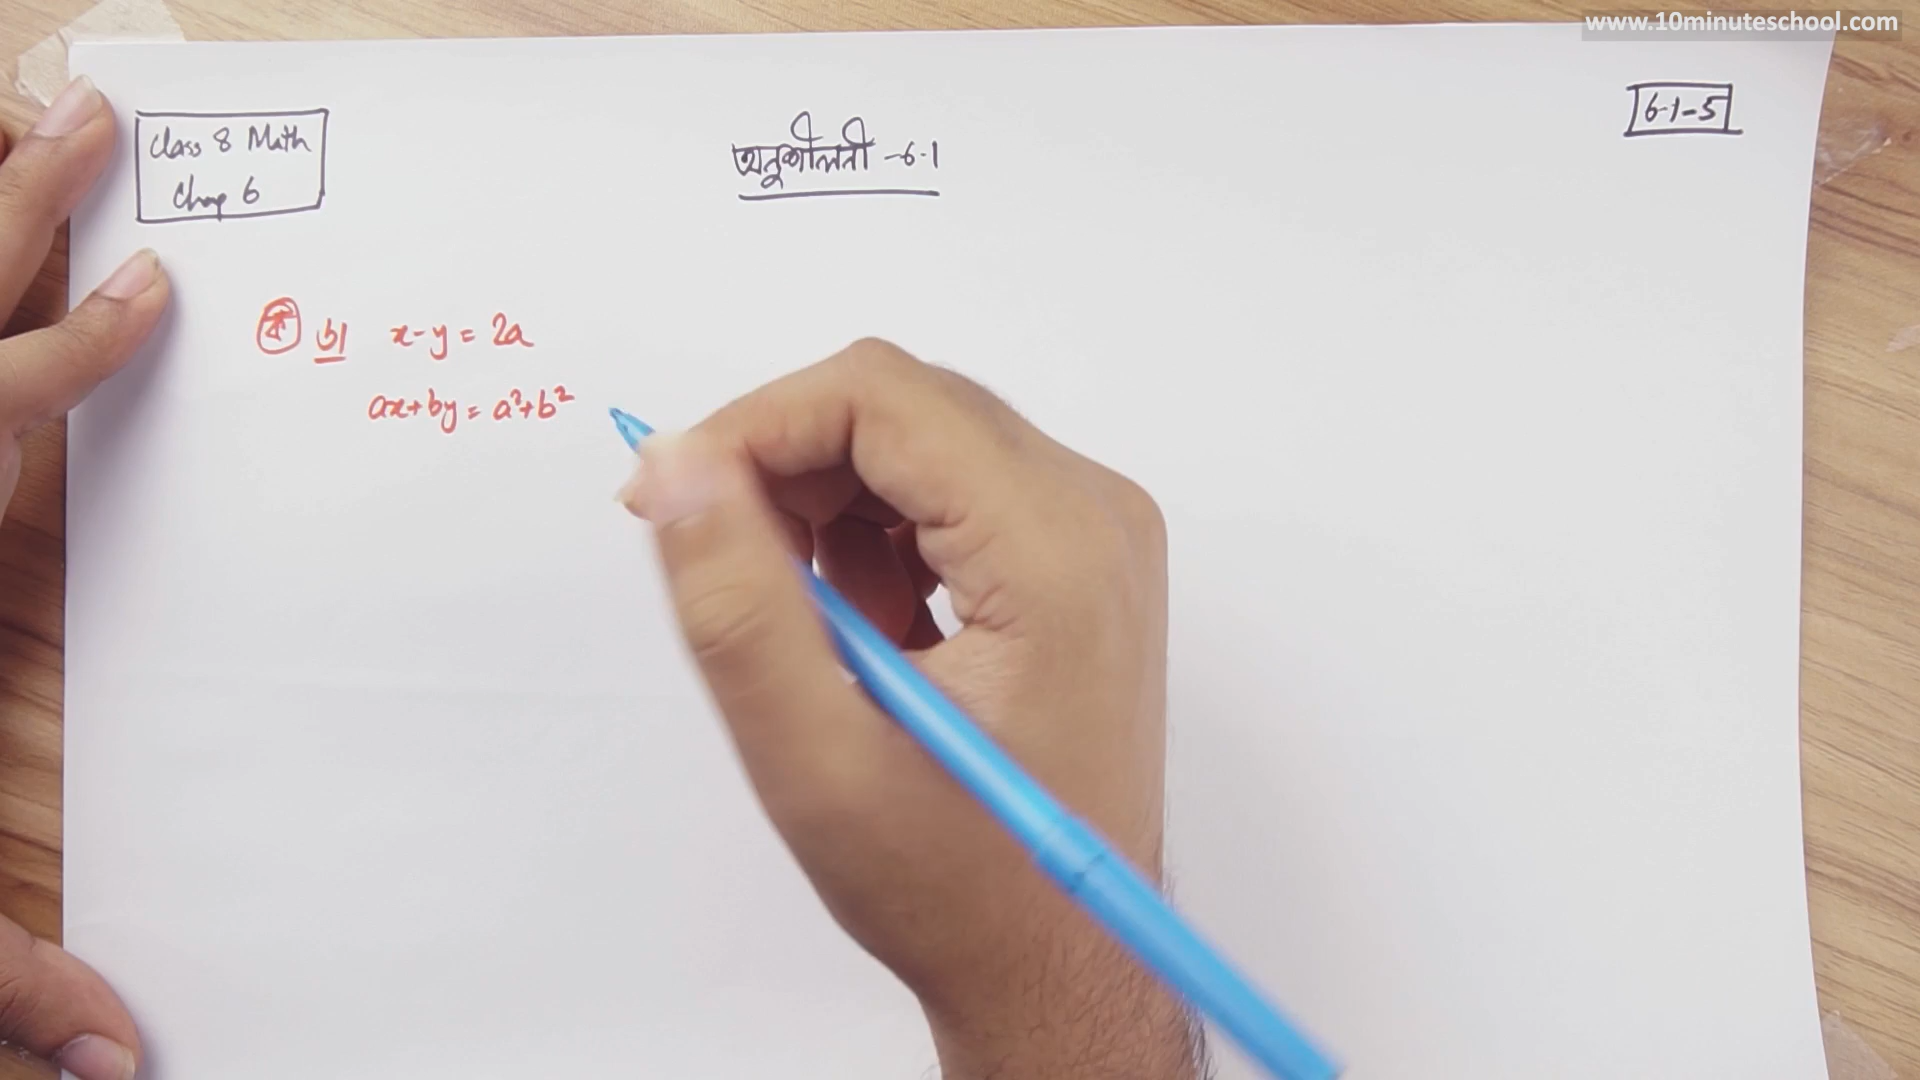 www.10minuteschool.com
Class 8 Math
Chap 6
অনুশীলনী -6.1
6.1-5
ক ৬। x-y = 2a
ax+by = a²+b²